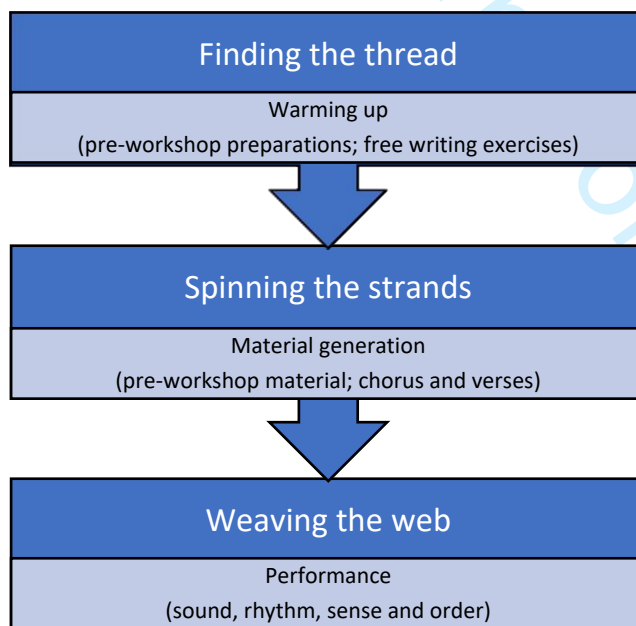 Finding the thread
Warming up
(pre-workshop preparations; free writing exercises)
Spinning the strands
Material generation
(pre-workshop material; chorus and verses)
Weaving the web
Performance
(sound, rhythm, sense and order)